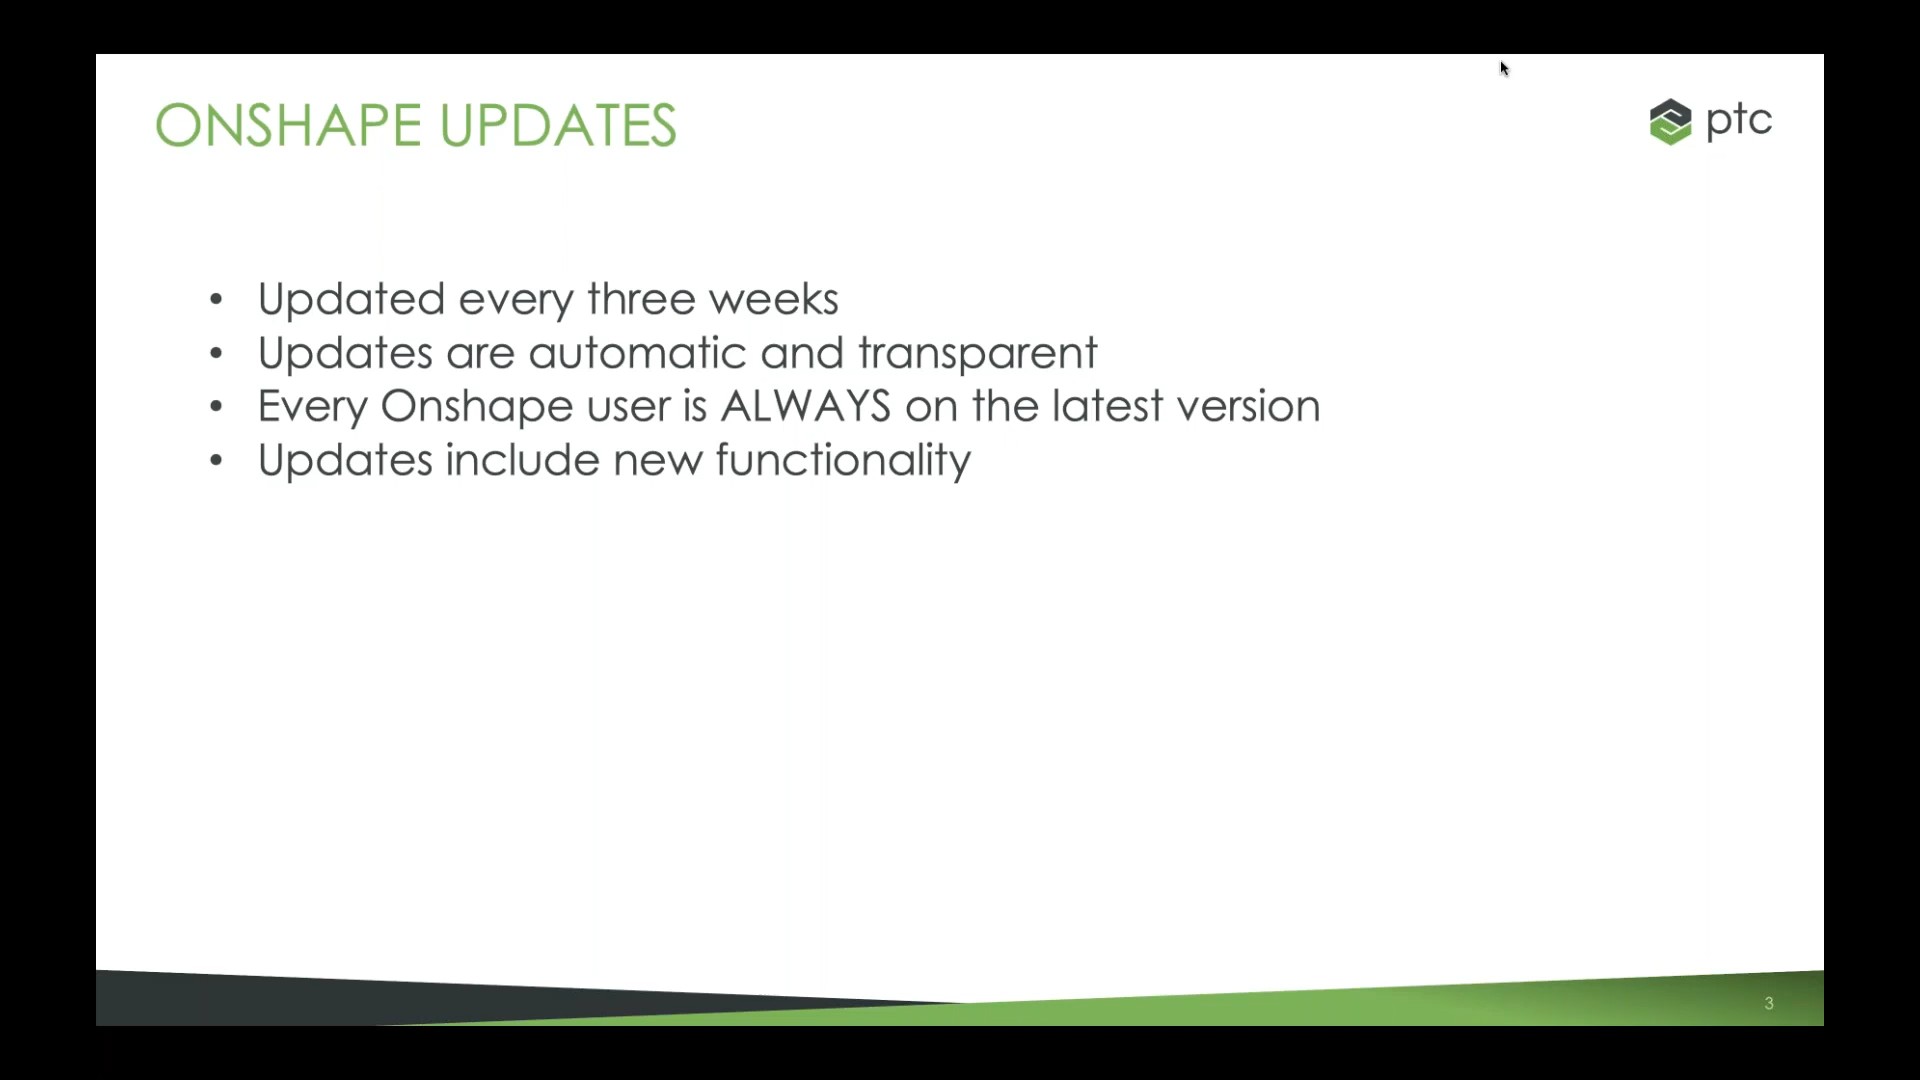 ONSHAPE UPDATES
ptc
• Updated every three weeks
• Updates are automatic and transparent
• Every Onshape user is ALWAYS on the latest version
• Updates include new functionality
3